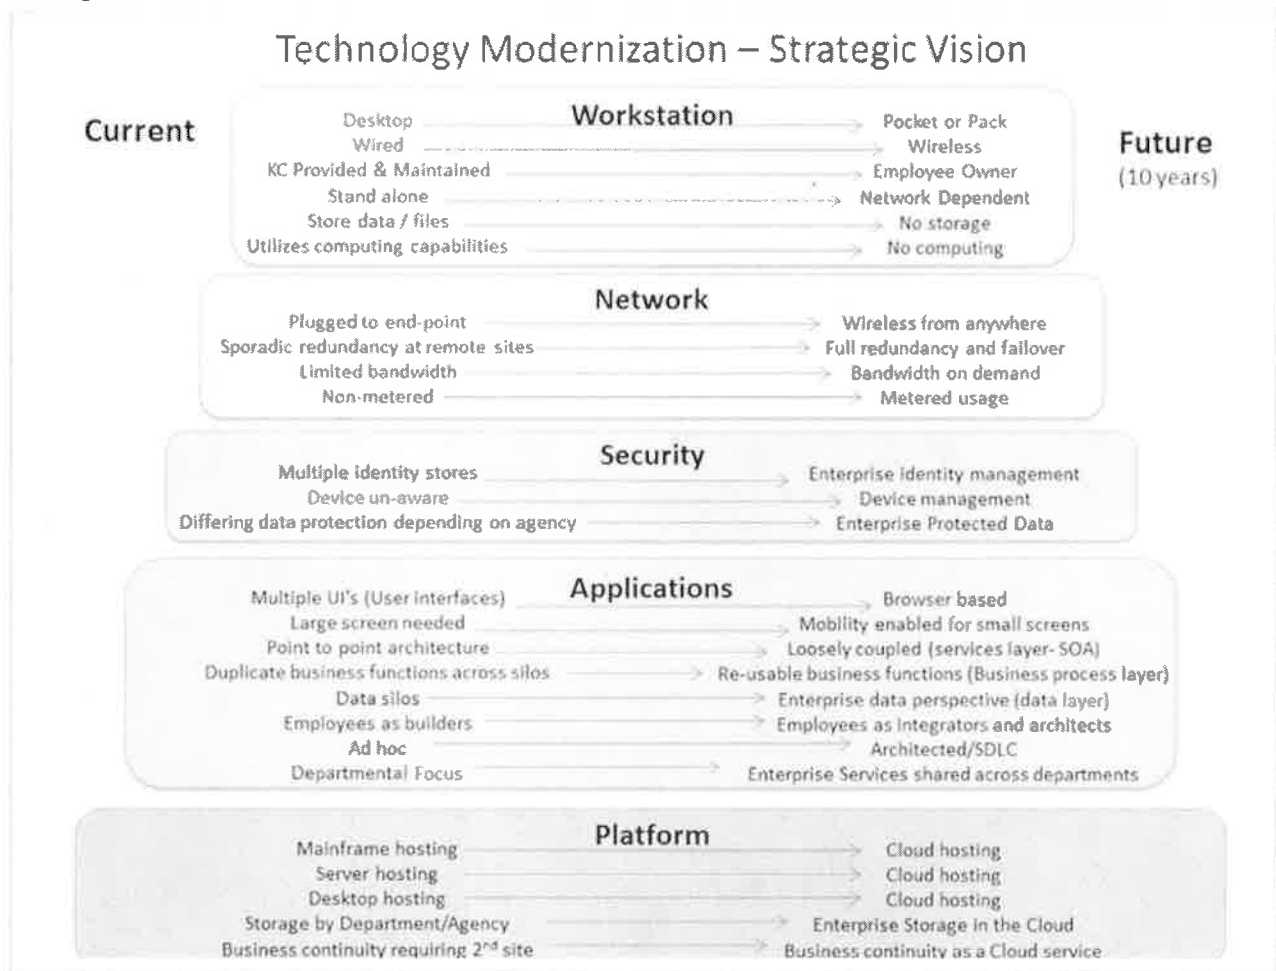 Technology Modernization – Strategic Vision
Current
Future
(10 years)
Workstation
Desktop Pocket or Pack
Wired Wireless
KC Provided & Maintained Employee Owner
Stand alone Network Dependent
Store data / files No storage
Utilizes computing capabilities No computing
Network
Plugged to end-point Wireless from anywhere
Sporadic redundancy at remote sites Full redundancy and failover
Limited bandwidth Bandwidth on demand
Non-metered Metered usage
Security
Multiple identity stores Enterprise identity management
Device un-aware Device management
Differing data protection depending on agency Enterprise Protected Data
Applications
Multiple UI's (User interfaces) Browser based
Large screen needed Mobility enabled for small screens
Point to point architecture Loosely coupled (services layer- SOA)
Duplicate business functions across silos Re-usable business functions (Business process layer)
Data silos Enterprise data perspective (data layer)
Employees as builders Employees as integrators and architects
Ad hoc Architected/SDLC
Departmental Focus Enterprise Services shared across departments
Platform
Mainframe hosting Cloud hosting
Server hosting Cloud hosting
Desktop hosting Cloud hosting
Storage by Department/Agency Enterprise Storage in the Cloud
Business continuity requiring 2nd site Business continuity as a Cloud service